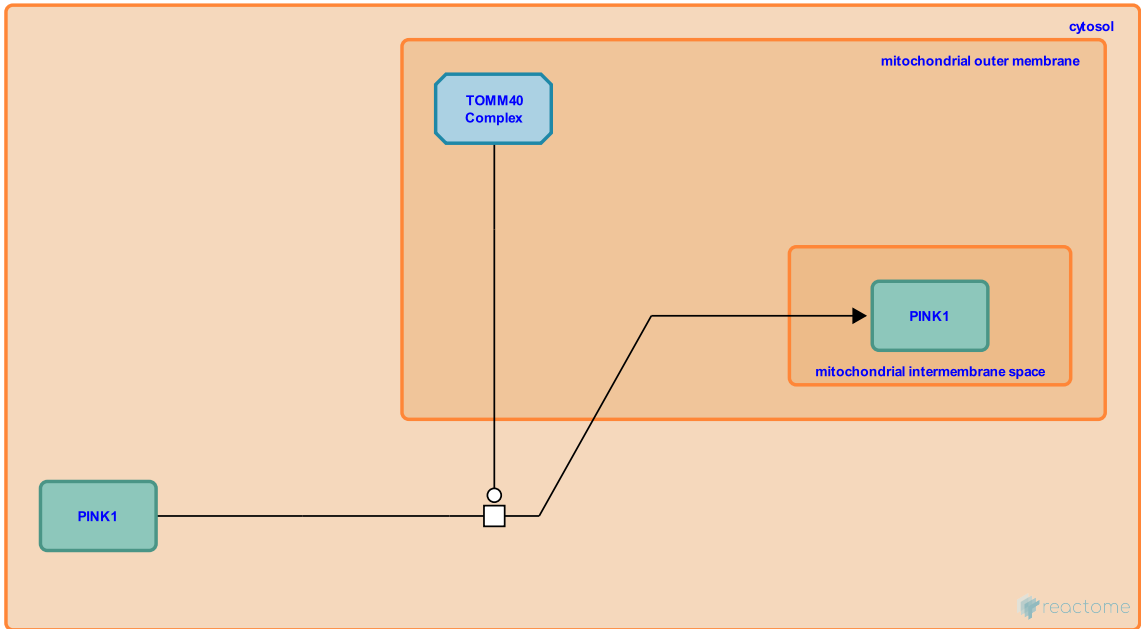 cytosol
mitochondrial outer membrane
TOMM40
Complex
PINK1
mitochondrial intermembrane space
PINK1
reactome